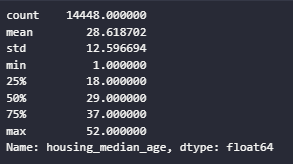 count    14448.000000
mean        28.618702
std         12.596694
min          1.000000
25%         18.000000
50%         29.000000
75%         37.000000
max         52.000000
Name: housing_median_age, dtype: float64